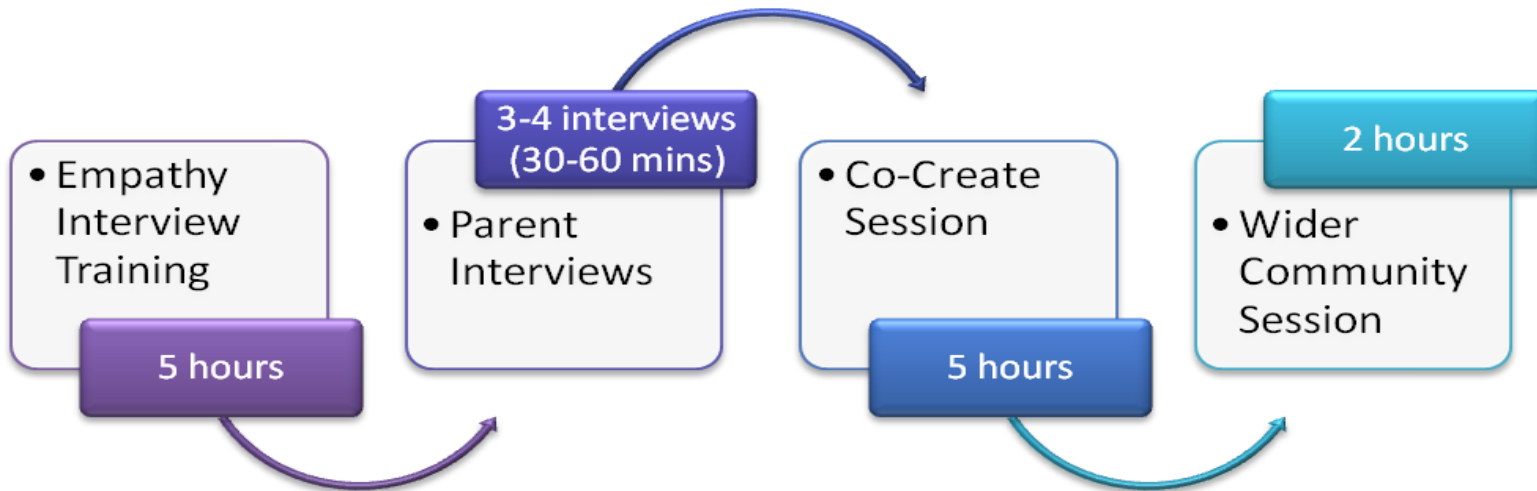 • Empathy
Interview
Training
5 hours
3-4 interviews
(30-60 mins)
• Parent
Interviews
• Co-Create
Session
5 hours
2 hours
• Wider
Community
Session